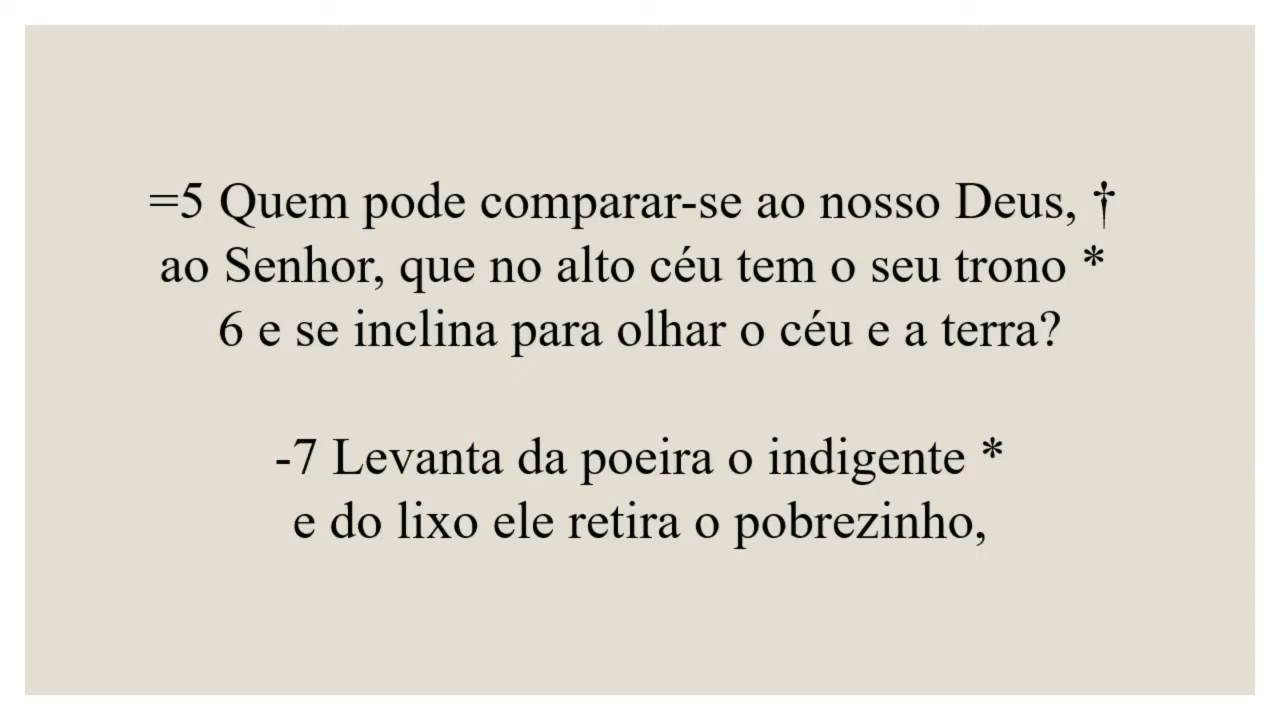 =5 Quem pode comparar-se ao nosso Deus, †
ao Senhor, que no alto céu tem o seu trono *
6 e se inclina para olhar o céu e a terra?
-7 Levanta da poeira o indigente *
e do lixo ele retira o pobrezinho,